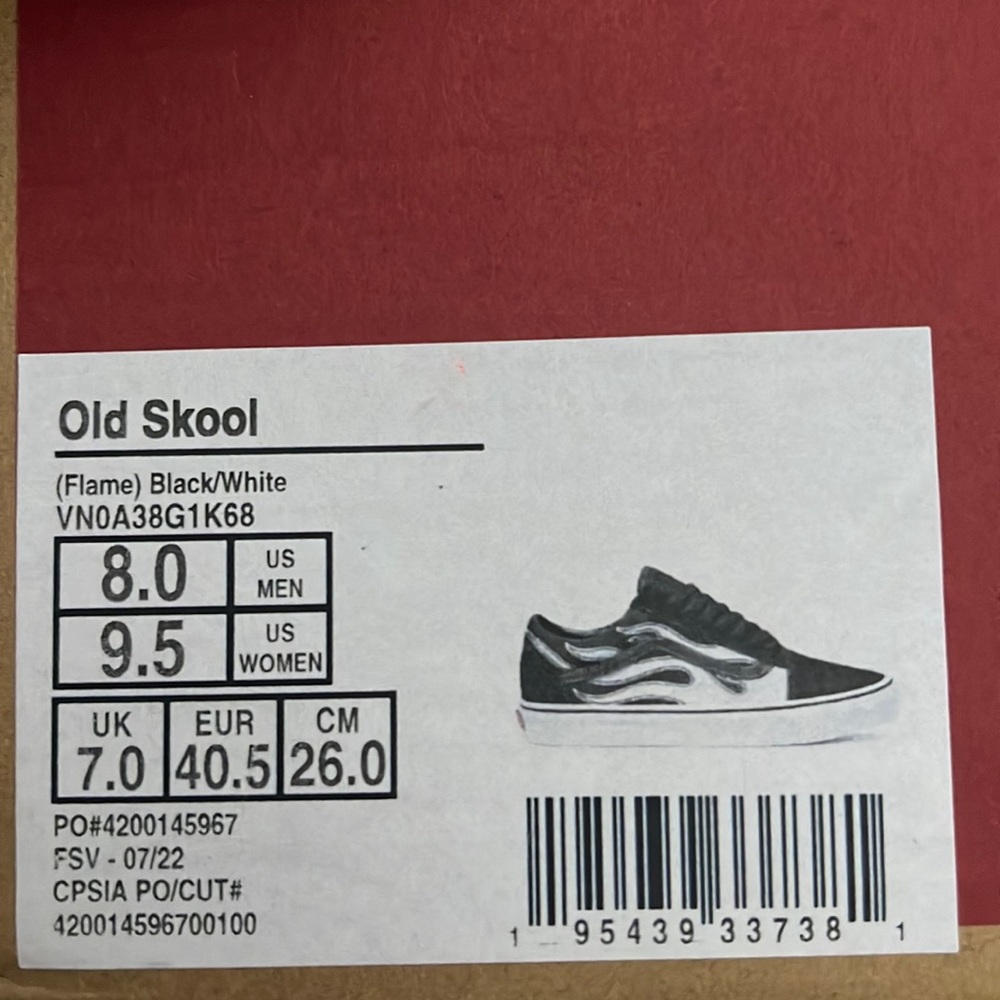 Old Skool
(Flame) Black/White
VN0A38G1K68
8.0 US MEN
9.5 US WOMEN
UK EUR CM
7.0 40.5 26.0
PO#4200145967
FSV - 07/22
CPSIA PO/CUT#
420014596700100
1 95439 33738 1